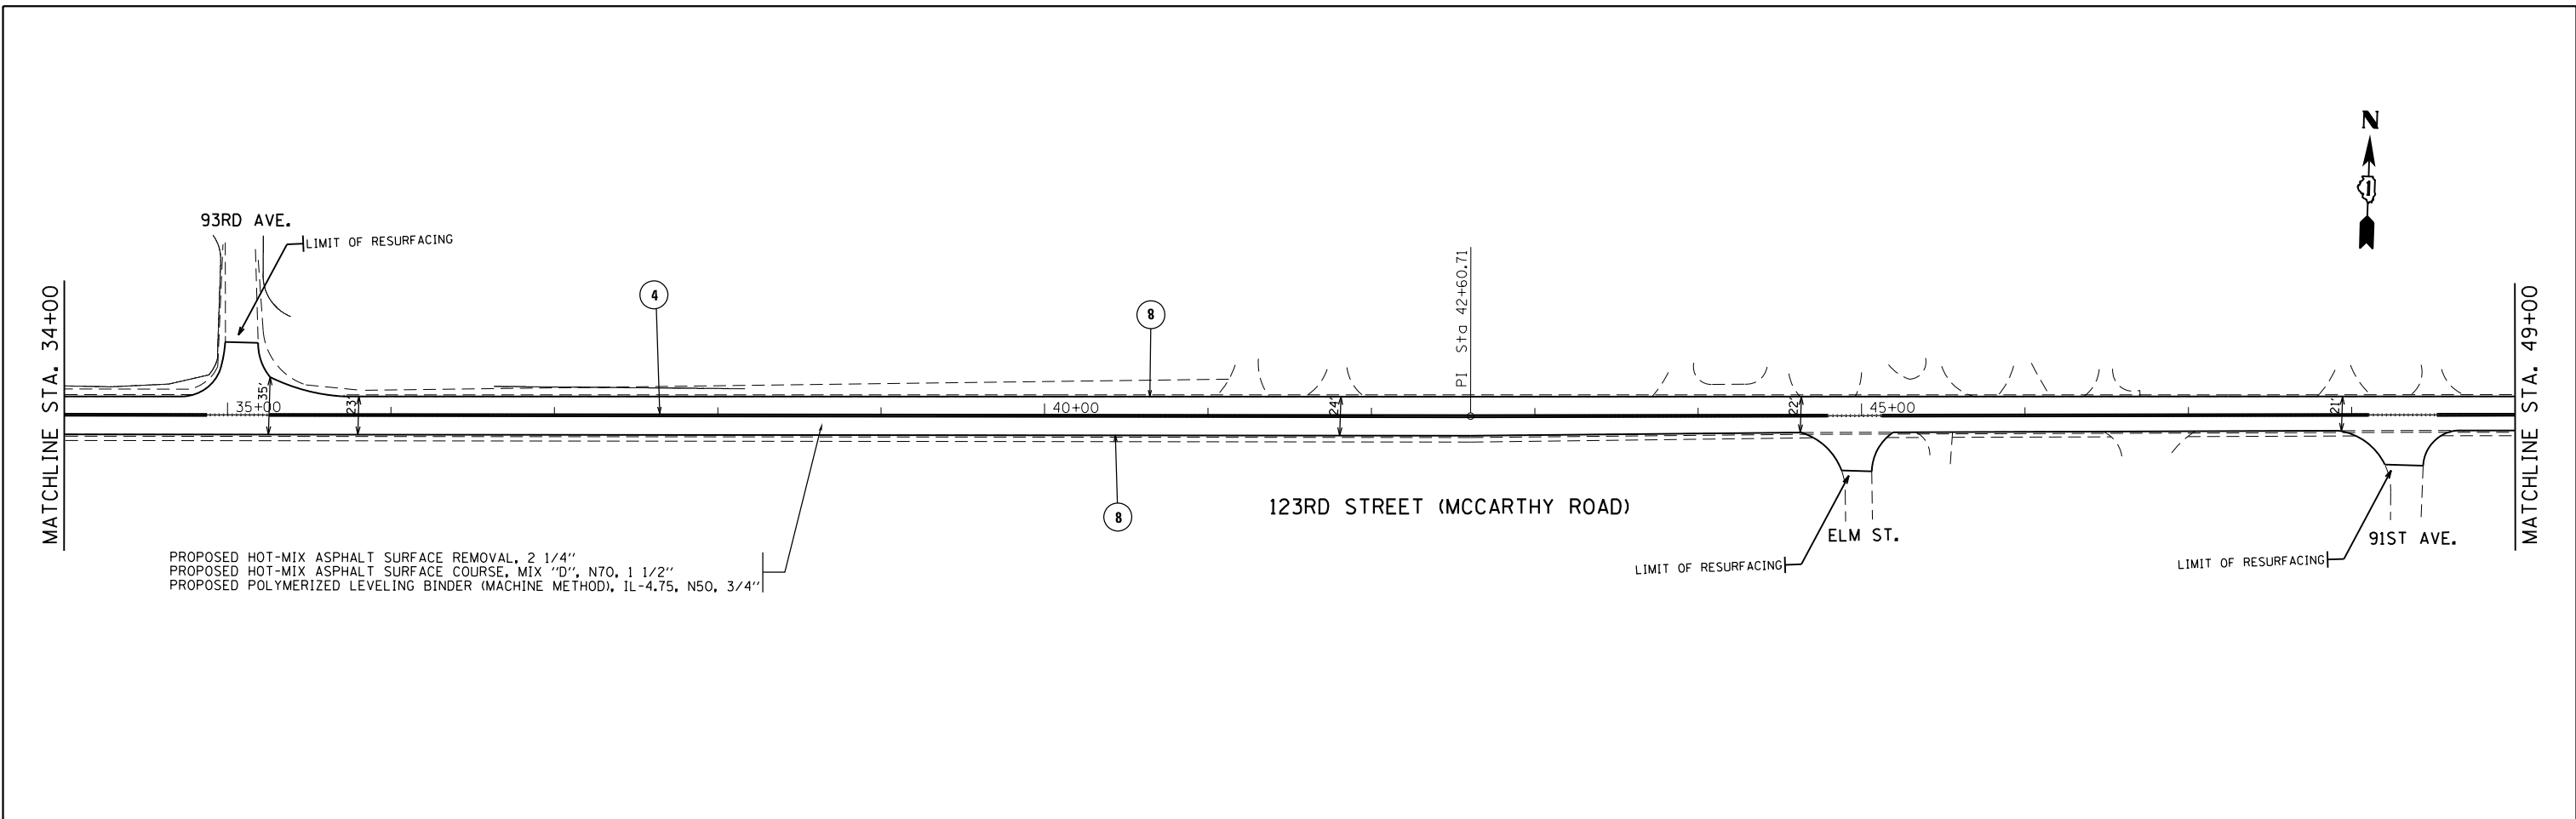 N
1
93RD AVE.
LIMIT OF RESURFACING
MATCHLINE STA. 34+00
4
8
PI Sta 42+60.71
MATCHLINE STA. 49+00
35'
35+00
23'
40+00
24'
22'
45+00
21'
8
123RD STREET (MCCARTHY ROAD)
ELM ST.
91ST AVE.
LIMIT OF RESURFACING
LIMIT OF RESURFACING
PROPOSED HOT-MIX ASPHALT SURFACE REMOVAL, 2 1/4"
PROPOSED HOT-MIX ASPHALT SURFACE COURSE, MIX "D", N70, 1 1/2"
PROPOSED POLYMERIZED LEVELING BINDER (MACHINE METHOD), IL-4.75, N50, 3/4"